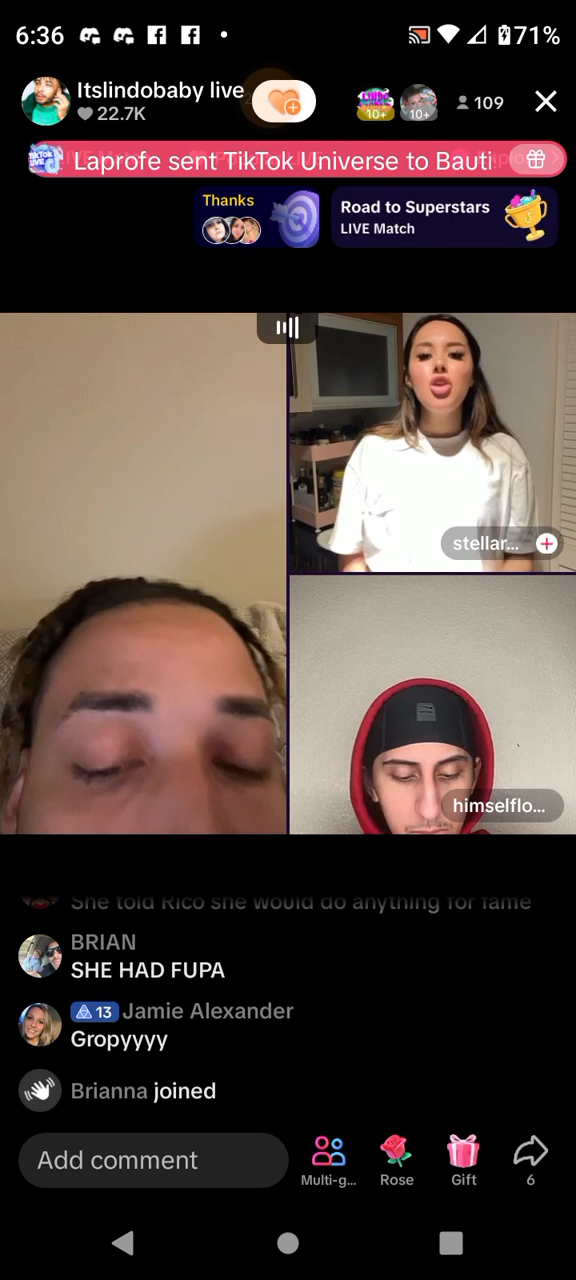 6:36
71%
Itslindobaby live
22.7K
10+
10+
109
Laprofe sent TikTok Universe to Bauti
Thanks
Road to Superstars
LIVE Match
stellar...
himselflo...
She told Rico she would do anything for fame
BRIAN
SHE HAD FUPA
13 Jamie Alexander
Gropyyyy
Brianna joined
Add comment
Multi-g...
Rose
Gift
6